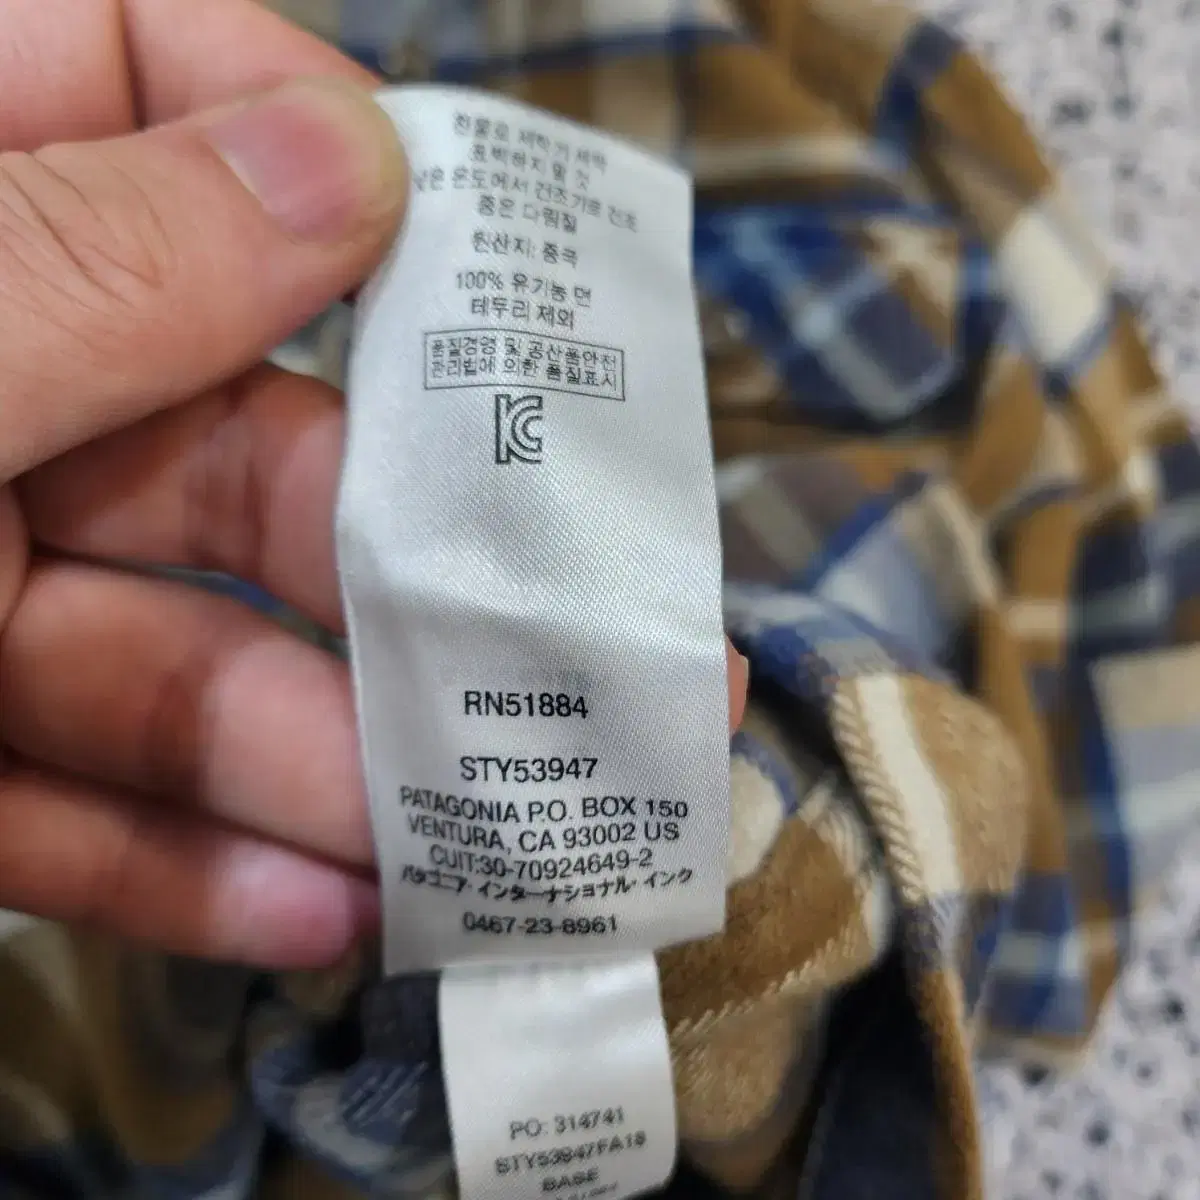 찬물로 세탁기 세탁
표백하지 말 것
낮은 온도에서 건조기로 건조
중온 다림질
원산지: 중국
100% 유기농 면
테두리 제외
품질경영 및 공산품안전
관리법에 의한 품질표시
RN51884
STY53947
PATAGONIA P.O. BOX 150
VENTURA, CA 93002 US
CUIT:30-70924649-2
パタゴニア・インターナショナル・インク
0467-23-8961
PO: 314741
STY53947FA18
BASE